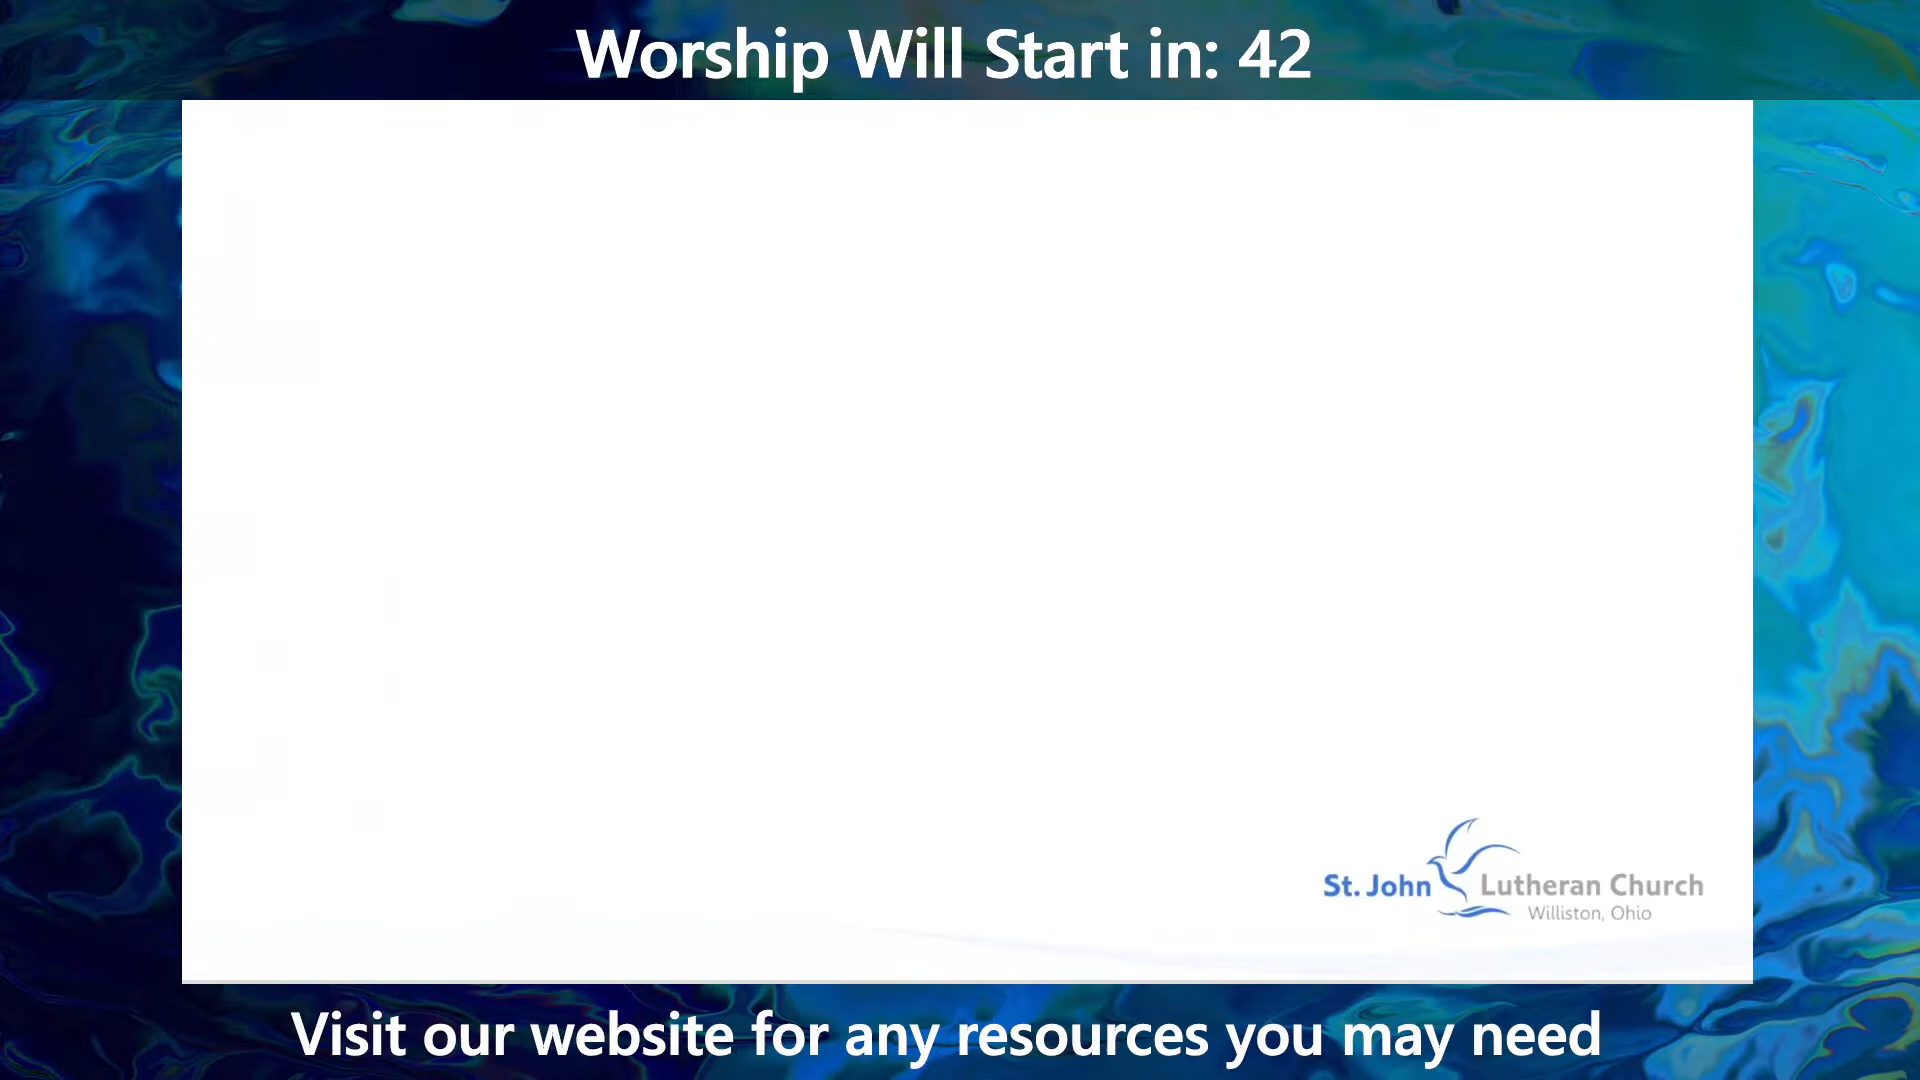 Worship Will Start in: 42
St. John Lutheran Church
Williston, Ohio
Visit our website for any resources you may need